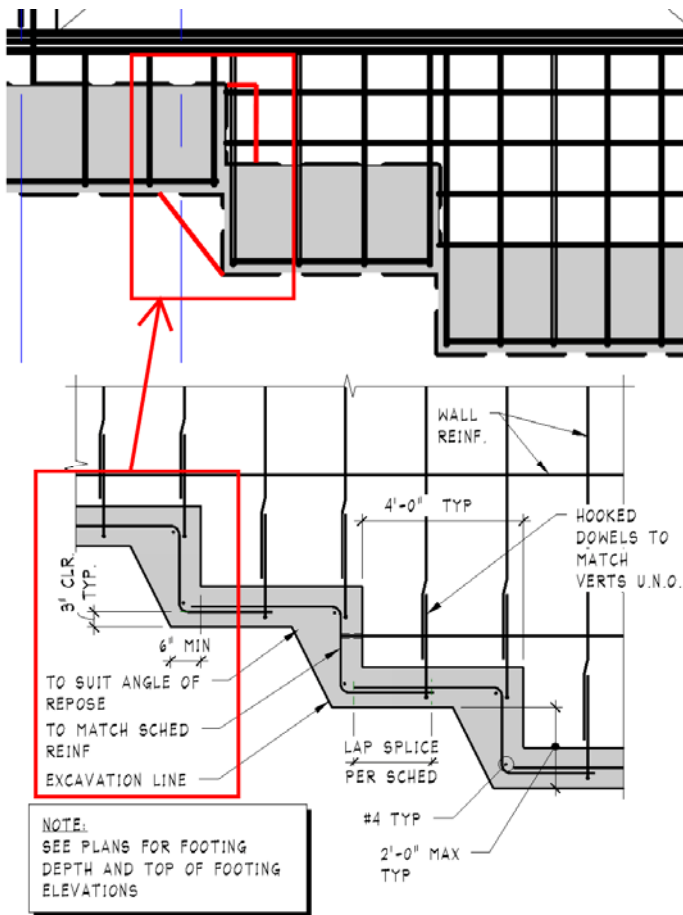 WALL
REINF.
4'-0" TYP
HOOKED
DOWELS TO
MATCH
VERTS U.N.O.
3" CLR.
TYP.
6" MIN
TO SUIT ANGLE OF
REPOSE
TO MATCH SCHED
REINF
EXCAVATION LINE
LAP SPLICE
PER SCHED
#4 TYP
2'-0" MAX
TYP
NOTE:
SEE PLANS FOR FOOTING
DEPTH AND TOP OF FOOTING
ELEVATIONS